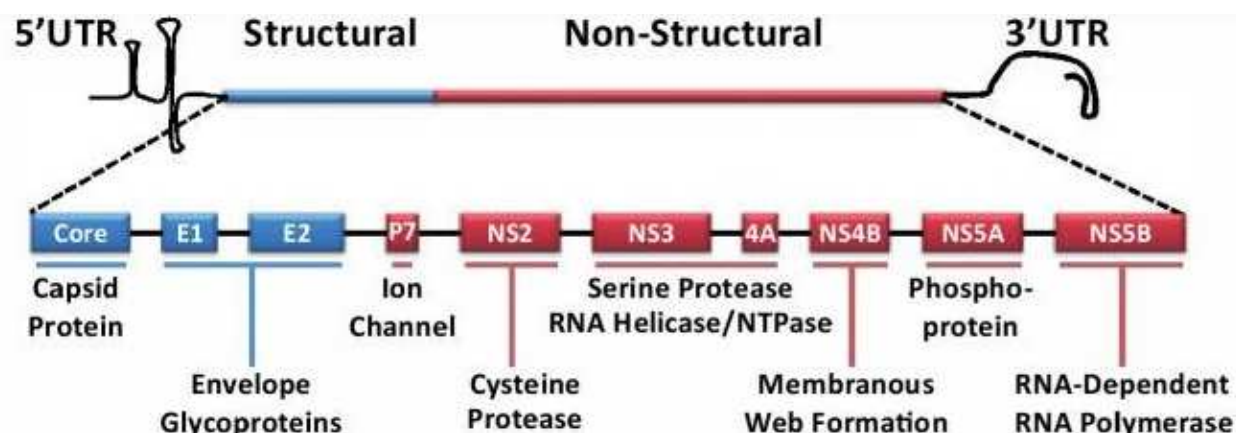 5'UTR Structural Non-Structural 3'UTR
Core E1 E2 P7 NS2 NS3 4A NS4B NS5A NS5B
Capsid
Protein
Ion
Channel
Serine Protease
RNA Helicase/NTPase
Phospho-
protein
Envelope
Glycoproteins
Cysteine
Protease
Membranous
Web Formation
RNA-Dependent
RNA Polymerase